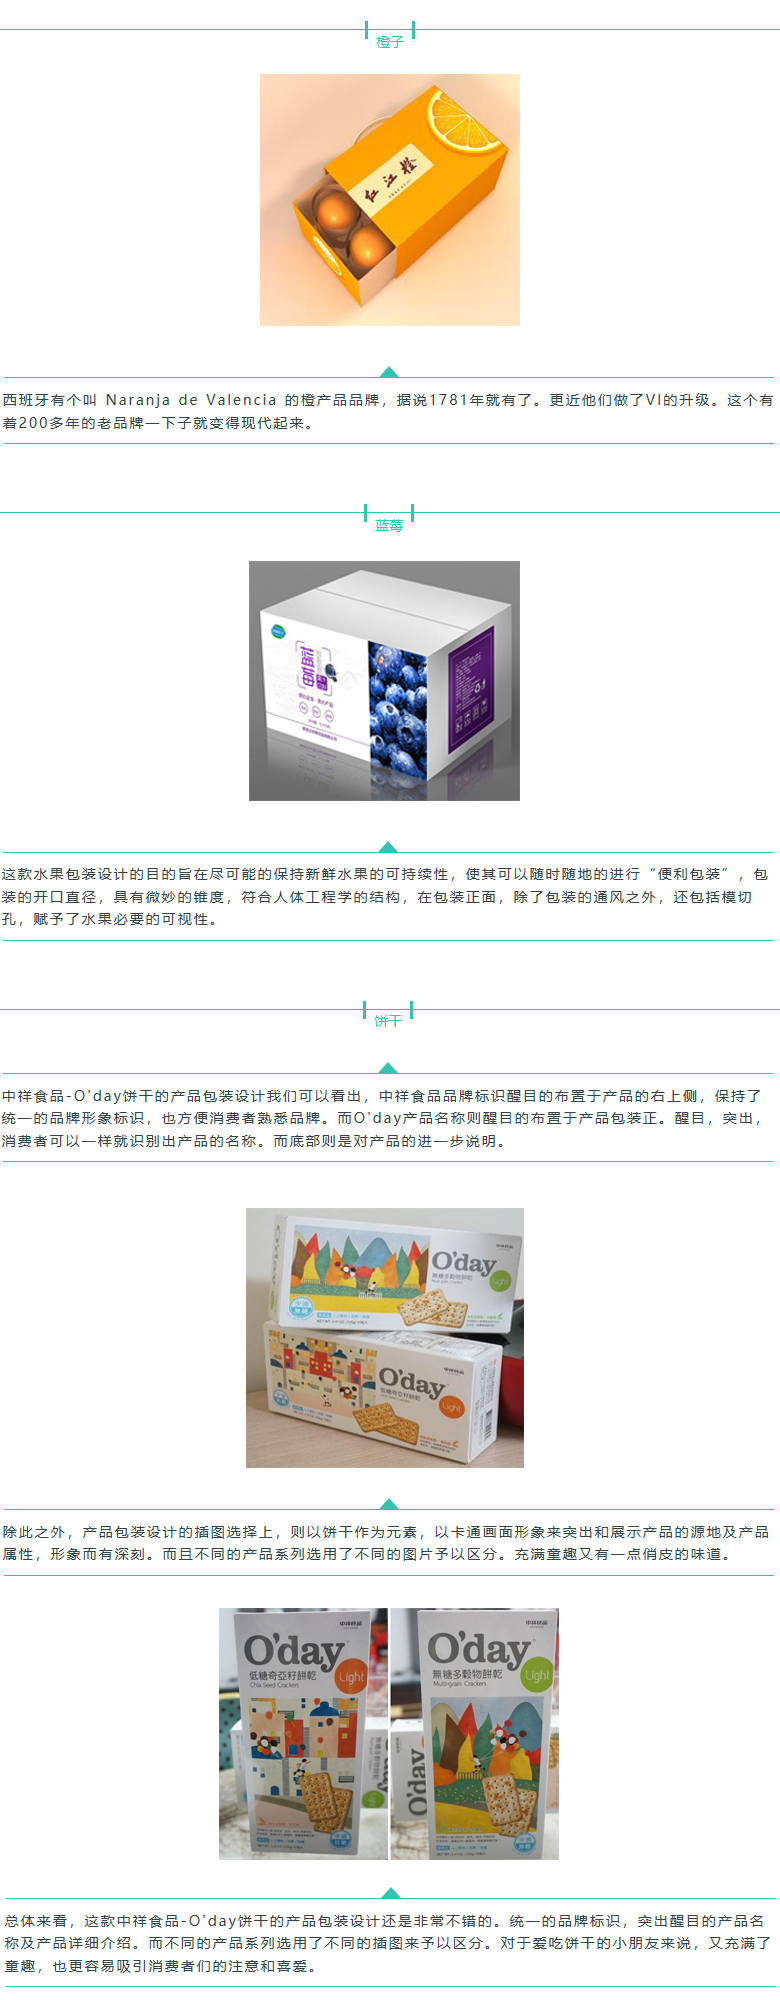 橙子
红江橙
西班牙有个叫 Naranja de Valencia 的橙产品品牌，据说1781年就有了。更近他们做了VI的升级。这个有
着200多年的老品牌一下子就变得现代起来。
蓝莓
蓝莓
这款水果包装设计的目的旨在尽可能的保持新鲜水果的可持续性，使其可以随时随地的进行“便利包装”，包
装的开口直径，具有微妙的锥度，符合人体工程学的结构，在包装正面，除了包装的通风之外，还包括模切
孔，赋予了水果必要的可视性。
饼干
中祥食品-O'day饼干的产品包装设计我们可以看出，中祥食品品牌标识醒目的布置于产品的右上侧，保持了
统一的品牌形象标识，也方便消费者熟悉品牌。而O'day产品名称则醒目的布置于产品包装正。醒目，突出，
消费者可以一样就识别出产品的名称。而底部则是对产品的进一步说明。
中祥食品
O'day
無糖多穀物餅乾
Multi-grain Crackers
Light
中祥食品
O'day
低糖奇亞籽餅乾
Light
除此之外，产品包装设计的插图选择上，则以饼干作为元素，以卡通画面形象来突出和展示产品的源地及产品
属性，形象而有深刻。而且不同的产品系列选用了不同的图片予以区分。充满童趣又有一点俏皮的味道。
中祥食品
O'day
低糖奇亞籽餅乾
Chia Seed Crackers
Light
中祥食品
O'day
無糖多穀物餅乾
Multi-grain Crackers
Light
总体来看，这款中祥食品-O'day饼干的产品包装设计还是非常不错的。统一的品牌标识，突出醒目的产品名
称及产品详细介绍。而不同的产品系列选用了不同的插图来予以区分。对于爱吃饼干的小朋友来说，又充满了
童趣，也更容易吸引消费者们的注意和喜爱。